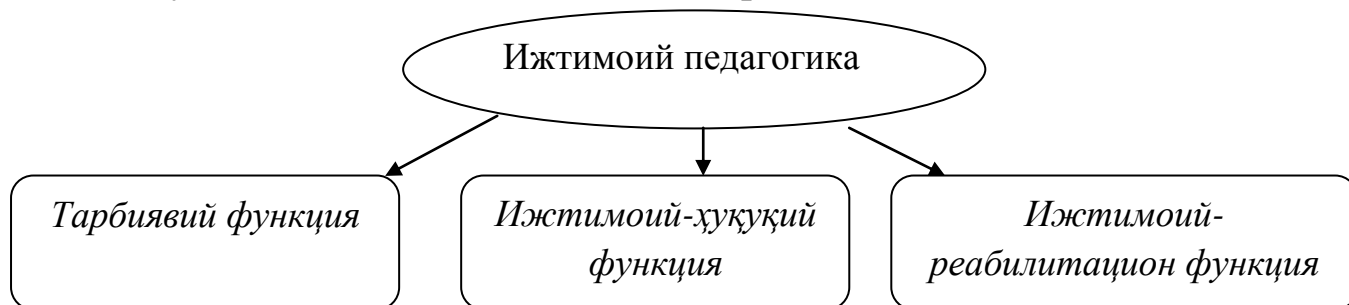 Ижтимоий педагогика
Тарбиявий функция
Ижтимоий-ҳуқуқий
функция
Ижтимоий-
реабилитацион функция